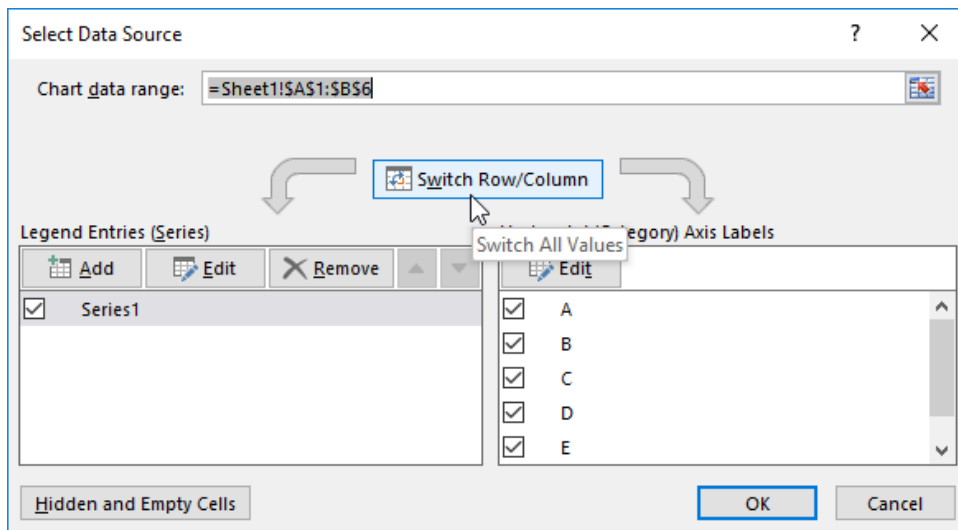 Select Data Source
Chart data range: =Sheet1!$A$1:$B$6
Switch Row/Column
Switch All Values
Legend Entries (Series)
Add Edit Remove
Series1
Axis Labels
Edit
A
B
C
D
E
Hidden and Empty Cells
OK Cancel